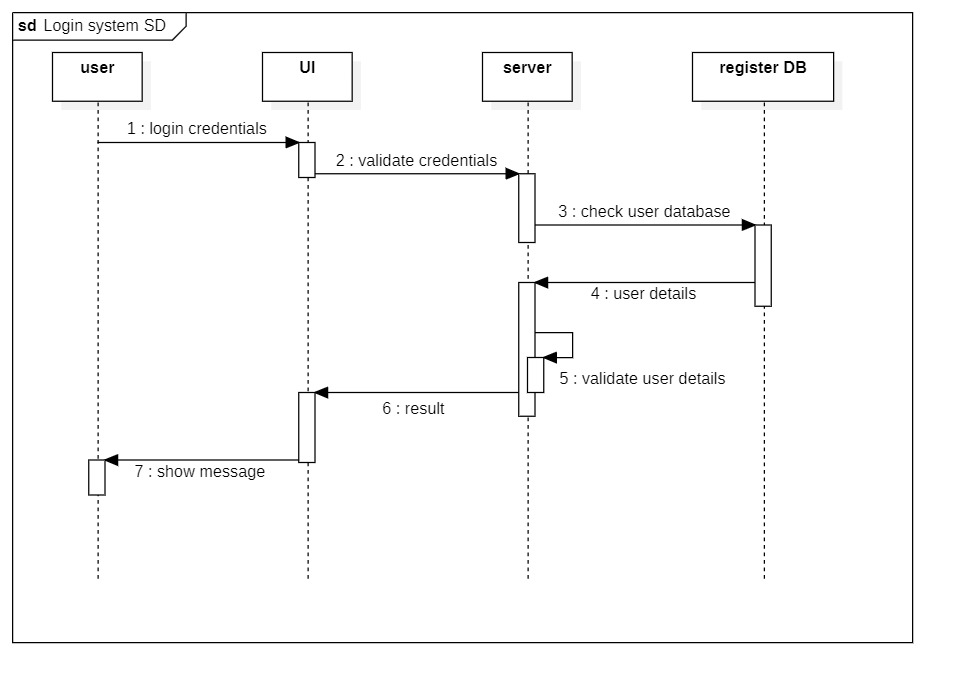 sd Login system SD
user
UI
server
register DB
1 : login credentials
2 : validate credentials
3 : check user database
4 : user details
5 : validate user details
6 : result
7 : show message